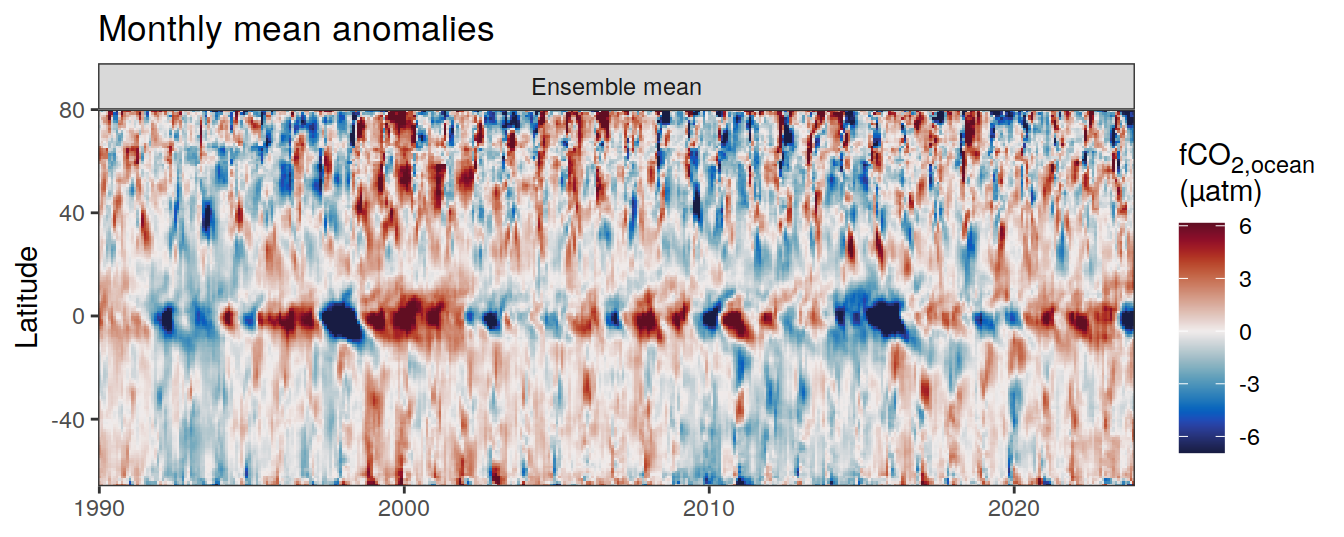 Monthly mean anomalies
Ensemble mean
Latitude
80
40
0
-40
1990
2000
2010
2020
fCO2,ocean
(µatm)
6
3
0
-3
-6